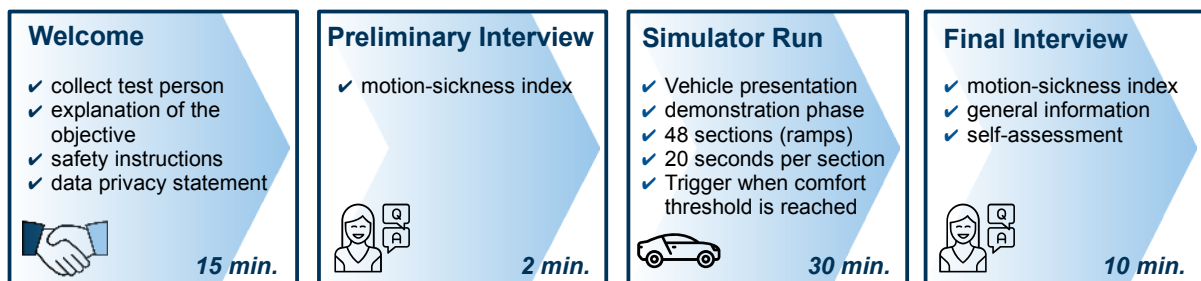 Welcome
✔ collect test person
✔ explanation of the
objective
✔ safety instructions
✔ data privacy statement
15 min.
Preliminary Interview
✔ motion-sickness index
Q
A
2 min.
Simulator Run
✔ Vehicle presentation
✔ demonstration phase
✔ 48 sections (ramps)
✔ 20 seconds per section
✔ Trigger when comfort
threshold is reached
30 min.
Final Interview
✔ motion-sickness index
✔ general information
✔ self-assessment
Q
A
10 min.